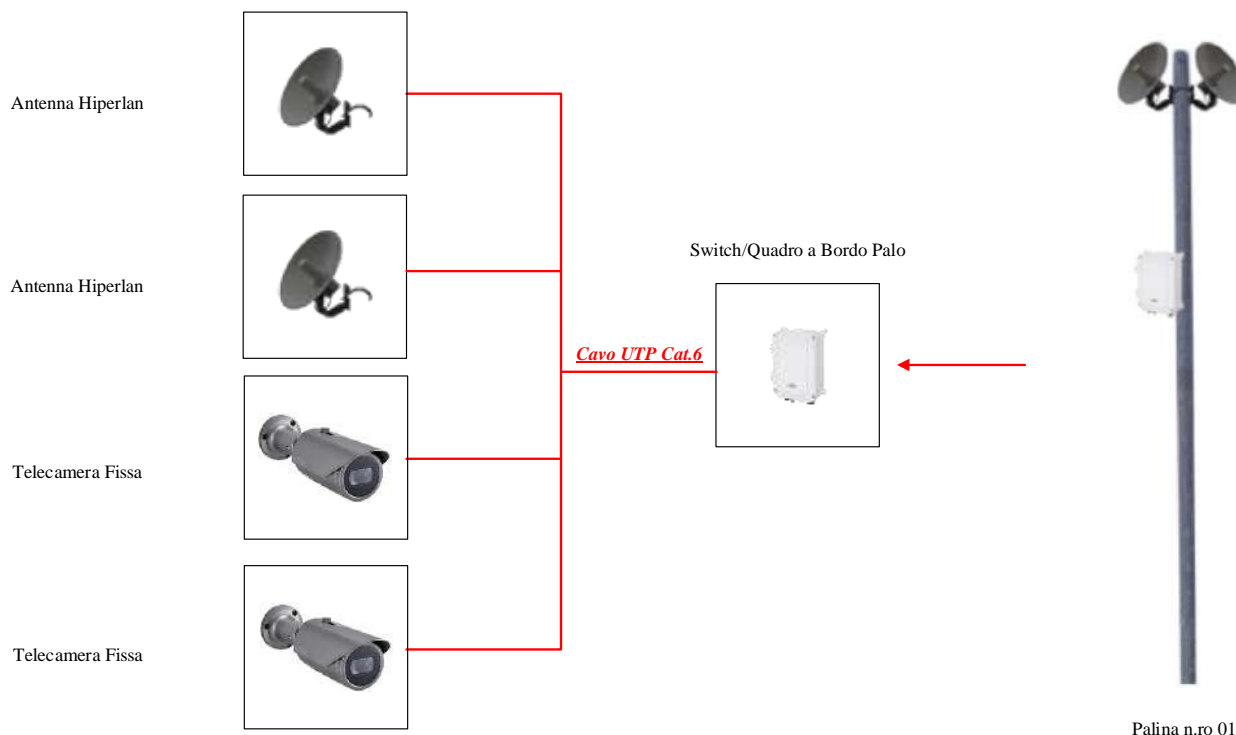 Antenna Hiperlan
Antenna Hiperlan
Switch/Quadro a Bordo Palo
Cavo UTP Cat.6
Telecamera Fissa
Telecamera Fissa
Palina n.ro 01